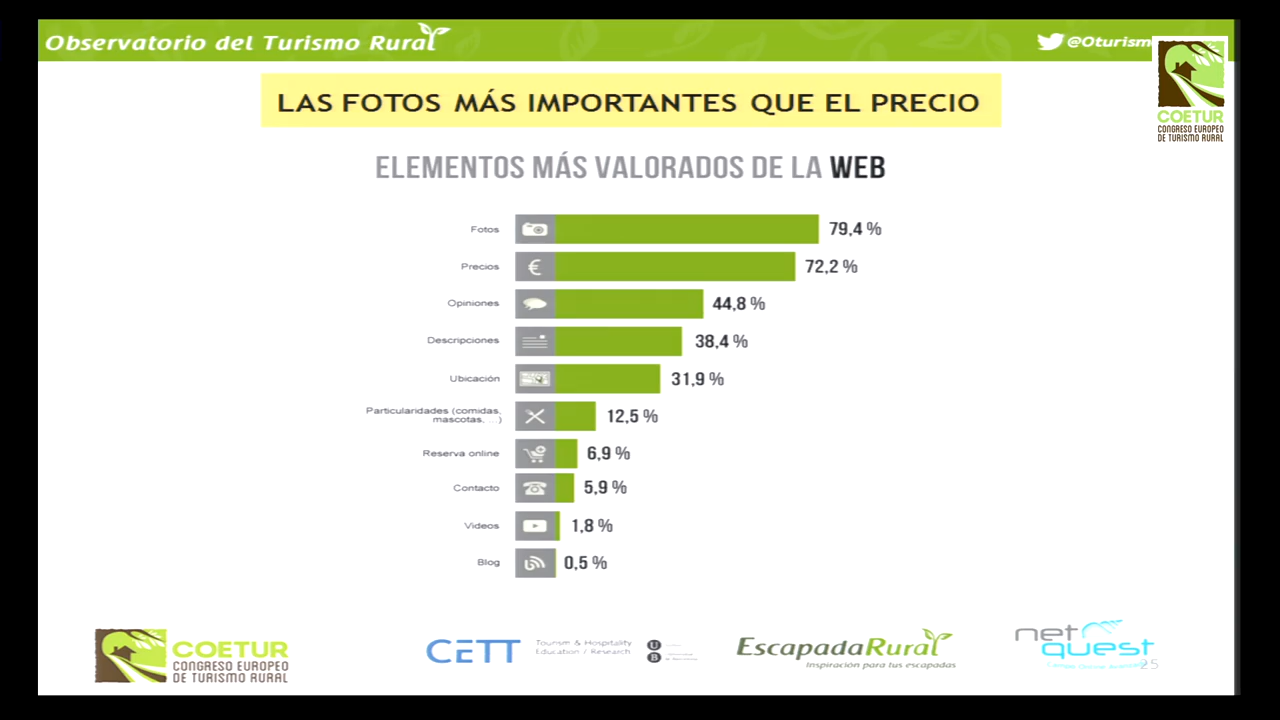 Observatorio del Turismo Rural
@Oturism
COETUR
CONGRESO EUROPEO
DE TURISMO RURAL
LAS FOTOS MÁS IMPORTANTES QUE EL PRECIO
ELEMENTOS MÁS VALORADOS DE LA WEB
Fotos 79,4 %
Precios € 72,2 %
Opiniones 44,8 %
Descripciones 38,4 %
Ubicación 31,9 %
Particularidades (comidas,
mascotas, ...) 12,5 %
Reserva online 6,9 %
Contacto 5,9 %
Videos 1,8 %
Blog 0,5 %
COETUR
CONGRESO EUROPEO
DE TURISMO RURAL
CETT
Tourism & Hospitality
Education / Research
U
B
EscapadaRural
Inspiración para tus escapadas
net
quest
25